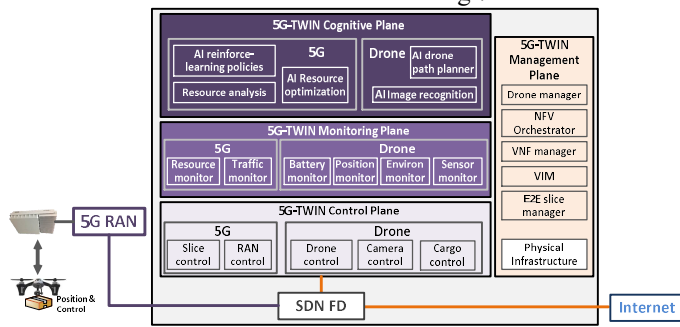 5G-TWIN Cognitive Plane
AI reinforce-
learning policies
Resource analysis
5G
AI Resource
optimization
Drone
AI drone
path planner
AI Image recognition
5G-TWIN Monitoring Plane
5G
Resource
monitor
Traffic
monitor
Drone
Battery
monitor
Position
monitor
Environ
monitor
Sensor
monitor
5G-TWIN Control Plane
5G
Slice
control
RAN
control
Drone
Drone
control
Camera
control
Cargo
control
5G-TWIN
Management
Plane
Drone manager
NFV
Orchestrator
VNF manager
VIM
E2E slice
manager
Physical
Infrastructure
5G RAN
Position &
Control
SDN FD
Internet